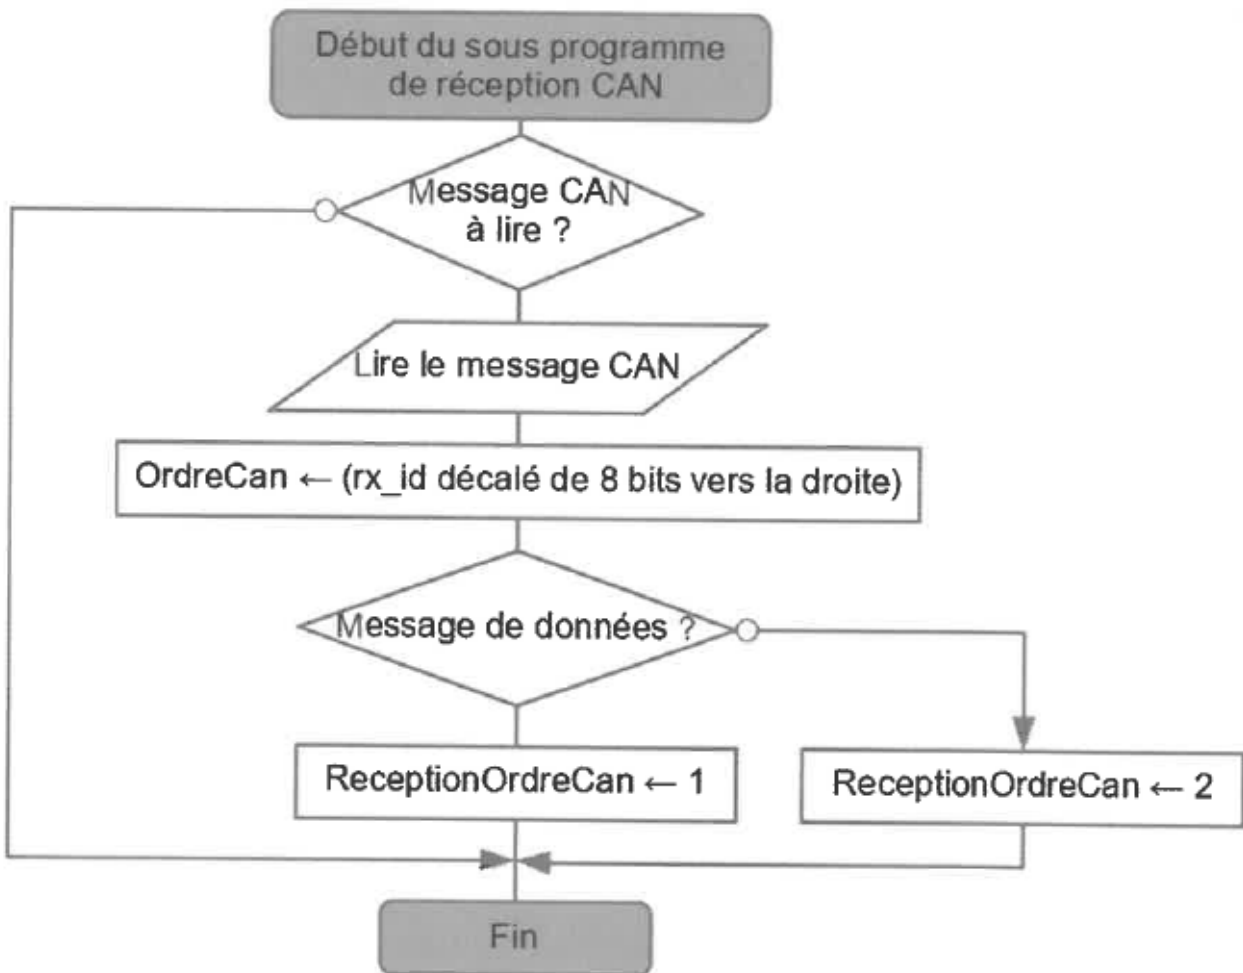 Début du sous programme
de réception CAN
Message CAN
à lire ?
Lire le message CAN
OrdreCan ← (rx_id décalé de 8 bits vers la droite)
Message de données ?
ReceptionOrdreCan ← 1
ReceptionOrdreCan ← 2
Fin